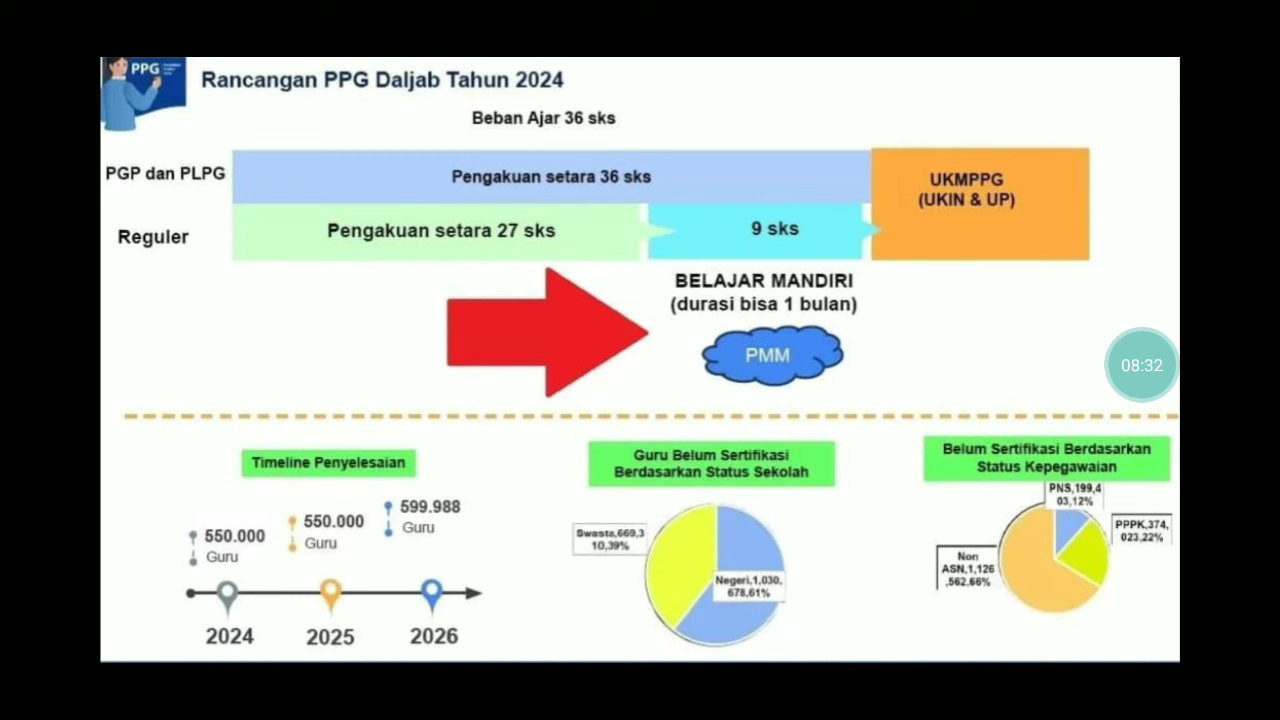 PPG
Rancangan PPG Daljab Tahun 2024
Beban Ajar 36 sks
PGP dan PLPG
Pengakuan setara 36 sks
UKMPPG
(UKIN & UP)
Reguler
Pengakuan setara 27 sks
9 sks
BELAJAR MANDIRI
(durasi bisa 1 bulan)
PMM
08:32
Timeline Penyelesaian
550.000
Guru
550.000
Guru
599.988
Guru
2024
2025
2026
Guru Belum Sertifikasi
Berdasarkan Status Sekolah
Swasta,669,3
10,39%
Negeri,1,030,
678,61%
Belum Sertifikasi Berdasarkan
Status Kepegawaian
PNS,199,4
03,12%
PPPK,374,
023,22%
Non
ASN,1,126
,562,66%